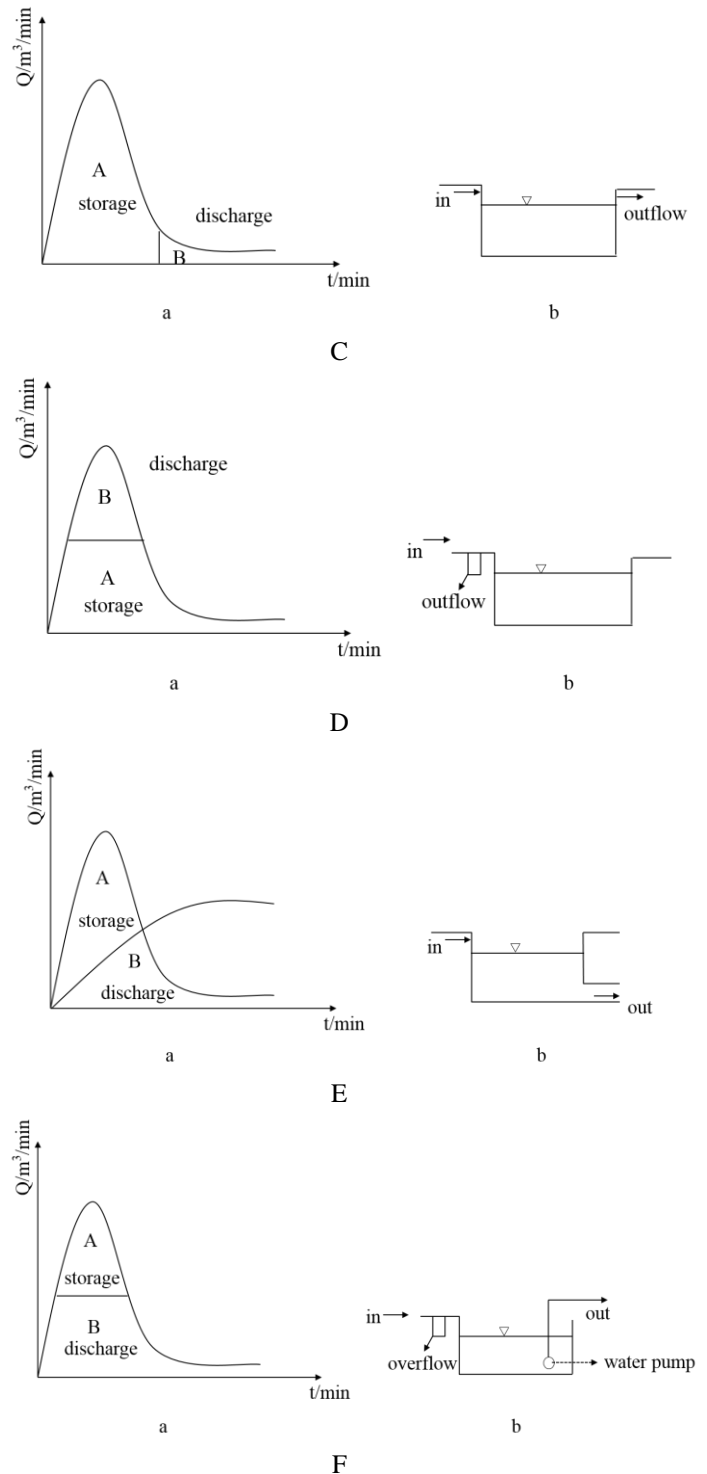 Q/m³/min
A
storage
discharge
B
t/min
a
in
outflow
b
C
Q/m³/min
discharge
B
A
storage
t/min
a
in
outflow
b
D
Q/m³/min
A
storage
B
discharge
t/min
a
in
out
b
E
Q/m³/min
A
storage
B
discharge
t/min
a
in
out
overflow
water pump
b
F